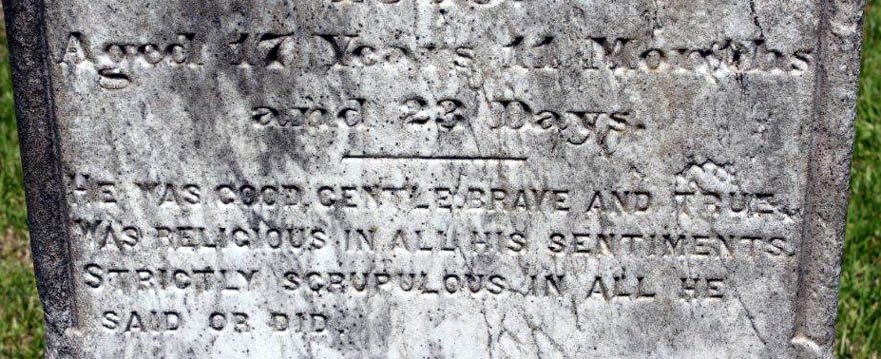 Aged 17 Years 11 Months
and 23 Days.
HE WAS GOOD, GENTLE, BRAVE AND TRUE,
WAS RELIGIOUS IN ALL HIS SENTIMENTS.
STRICTLY SCRUPULOUS IN ALL HE
SAID OR DID.